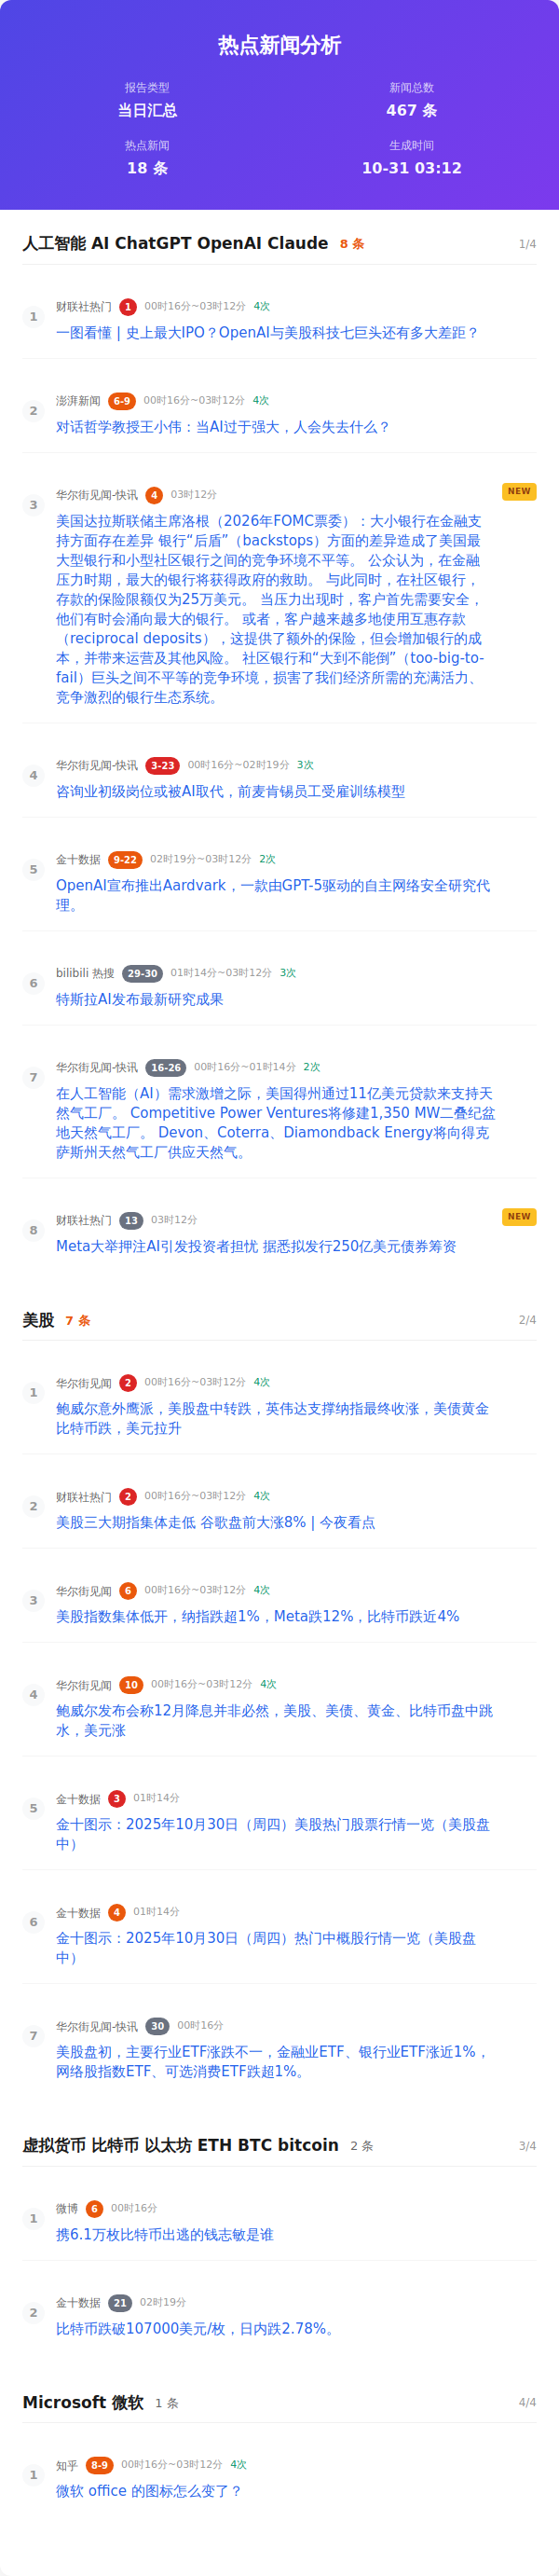 热点新闻分析
报告类型
新闻总数
当日汇总
467 条
热点新闻
生成时间
18 条
10-31 03:12
人工智能 AI ChatGPT OpenAI Claude 8 条 1/4
1 财联社热门 1 00时16分~03时12分 4次
一图看懂 | 史上最大IPO？OpenAI与美股科技七巨头还有多大差距？
2 澎湃新闻 6-9 00时16分~03时12分 4次
对话哲学教授王小伟：当AI过于强大，人会失去什么？
3 华尔街见闻-快讯 4 03时12分 NEW
美国达拉斯联储主席洛根（2026年FOMC票委）：大小银行在金融支
持方面存在差异 银行“后盾”（backstops）方面的差异造成了美国最
大型银行和小型社区银行之间的竞争环境不平等。 公众认为，在金融
压力时期，最大的银行将获得政府的救助。 与此同时，在社区银行，
存款的保险限额仅为25万美元。 当压力出现时，客户首先需要安全，
他们有时会涌向最大的银行。 或者，客户越来越多地使用互惠存款
（reciprocal deposits），这提供了额外的保险，但会增加银行的成
本，并带来运营及其他风险。 社区银行和“大到不能倒”（too-big-to-
fail）巨头之间不平等的竞争环境，损害了我们经济所需的充满活力、
竞争激烈的银行生态系统。
4 华尔街见闻-快讯 3-23 00时16分~02时19分 3次
咨询业初级岗位或被AI取代，前麦肯锡员工受雇训练模型
5 金十数据 9-22 02时19分~03时12分 2次
OpenAI宣布推出Aardvark，一款由GPT-5驱动的自主网络安全研究代
理。
6 bilibili 热搜 29-30 01时14分~03时12分 3次
特斯拉AI发布最新研究成果
7 华尔街见闻-快讯 16-26 00时16分~01时14分 2次
在人工智能（AI）需求激增之际，美国得州通过11亿美元贷款来支持天
然气工厂。 Competitive Power Ventures将修建1,350 MW二叠纪盆
地天然气工厂。 Devon、Coterra、Diamondback Energy将向得克
萨斯州天然气工厂供应天然气。
8 财联社热门 13 03时12分 NEW
Meta大举押注AI引发投资者担忧 据悉拟发行250亿美元债券筹资
美股 7 条 2/4
1 华尔街见闻 2 00时16分~03时12分 4次
鲍威尔意外鹰派，美股盘中转跌，英伟达支撑纳指最终收涨，美债黄金
比特币跌，美元拉升
2 财联社热门 2 00时16分~03时12分 4次
美股三大期指集体走低 谷歌盘前大涨8% | 今夜看点
3 华尔街见闻 6 00时16分~03时12分 4次
美股指数集体低开，纳指跌超1%，Meta跌12%，比特币跌近4%
4 华尔街见闻 10 00时16分~03时12分 4次
鲍威尔发布会称12月降息并非必然，美股、美债、黄金、比特币盘中跳
水，美元涨
5 金十数据 3 01时14分
金十图示：2025年10月30日（周四）美股热门股票行情一览（美股盘
中）
6 金十数据 4 01时14分
金十图示：2025年10月30日（周四）热门中概股行情一览（美股盘
中）
7 华尔街见闻-快讯 30 00时16分
美股盘初，主要行业ETF涨跌不一，金融业ETF、银行业ETF涨近1%，
网络股指数ETF、可选消费ETF跌超1%。
虚拟货币 比特币 以太坊 ETH BTC bitcoin 2 条 3/4
1 微博 6 00时16分
携6.1万枚比特币出逃的钱志敏是谁
2 金十数据 21 02时19分
比特币跌破107000美元/枚，日内跌2.78%。
Microsoft 微软 1 条 4/4
1 知乎 8-9 00时16分~03时12分 4次
微软 office 的图标怎么变了？